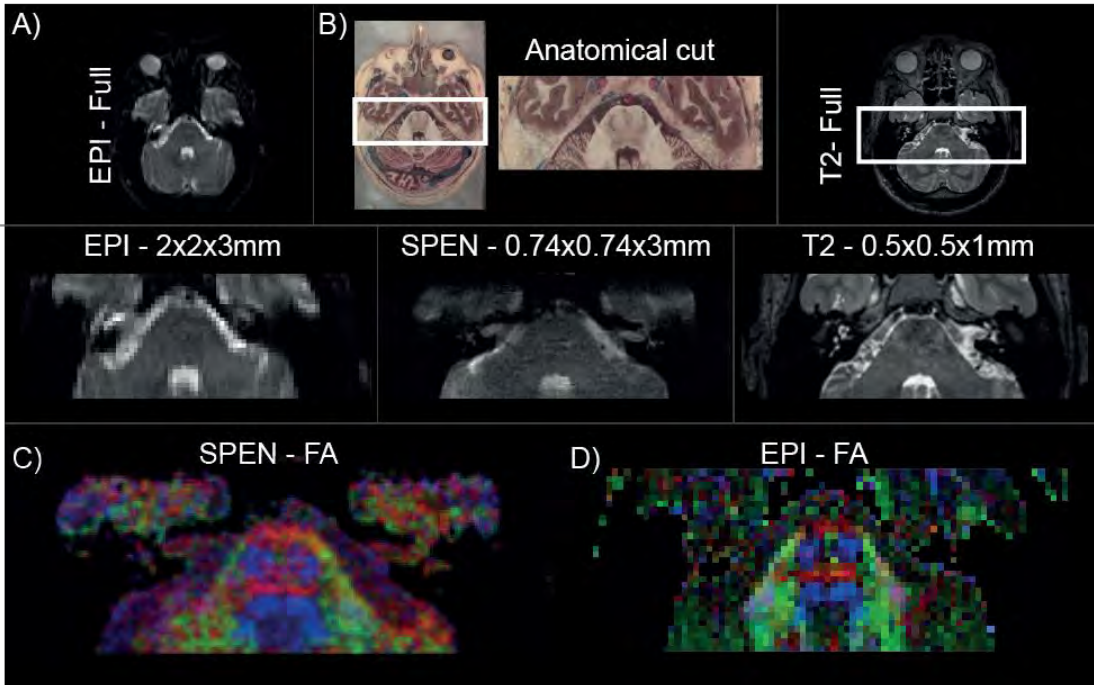 A)
EPI - Full
B)
Anatomical cut
T2- Full
EPI - 2x2x3mm
SPEN - 0.74x0.74x3mm
T2 - 0.5x0.5x1mm
C)
SPEN - FA
D)
EPI - FA